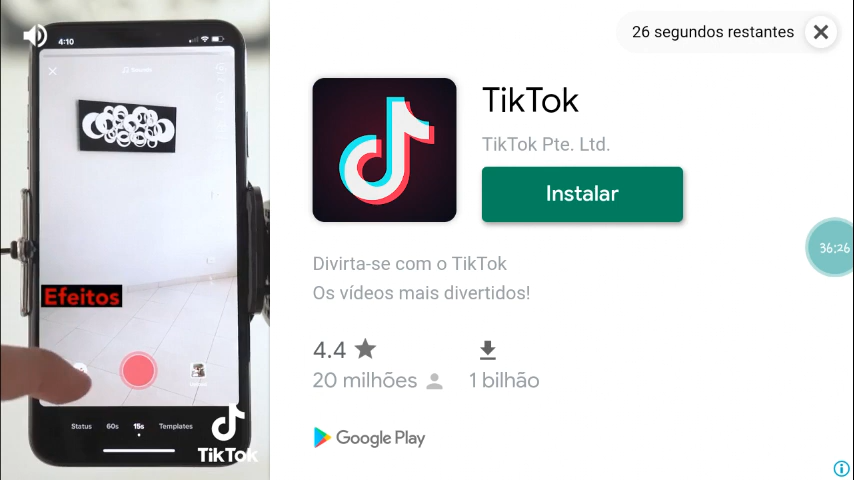 4:10
Efeitos
Status 60s 15s Templates
TikTok
26 segundos restantes
TikTok
TikTok Pte. Ltd.
Instalar
36:26
Divirta-se com o TikTok
Os vídeos mais divertidos!
4.4
20 milhões 1 bilhão
Google Play